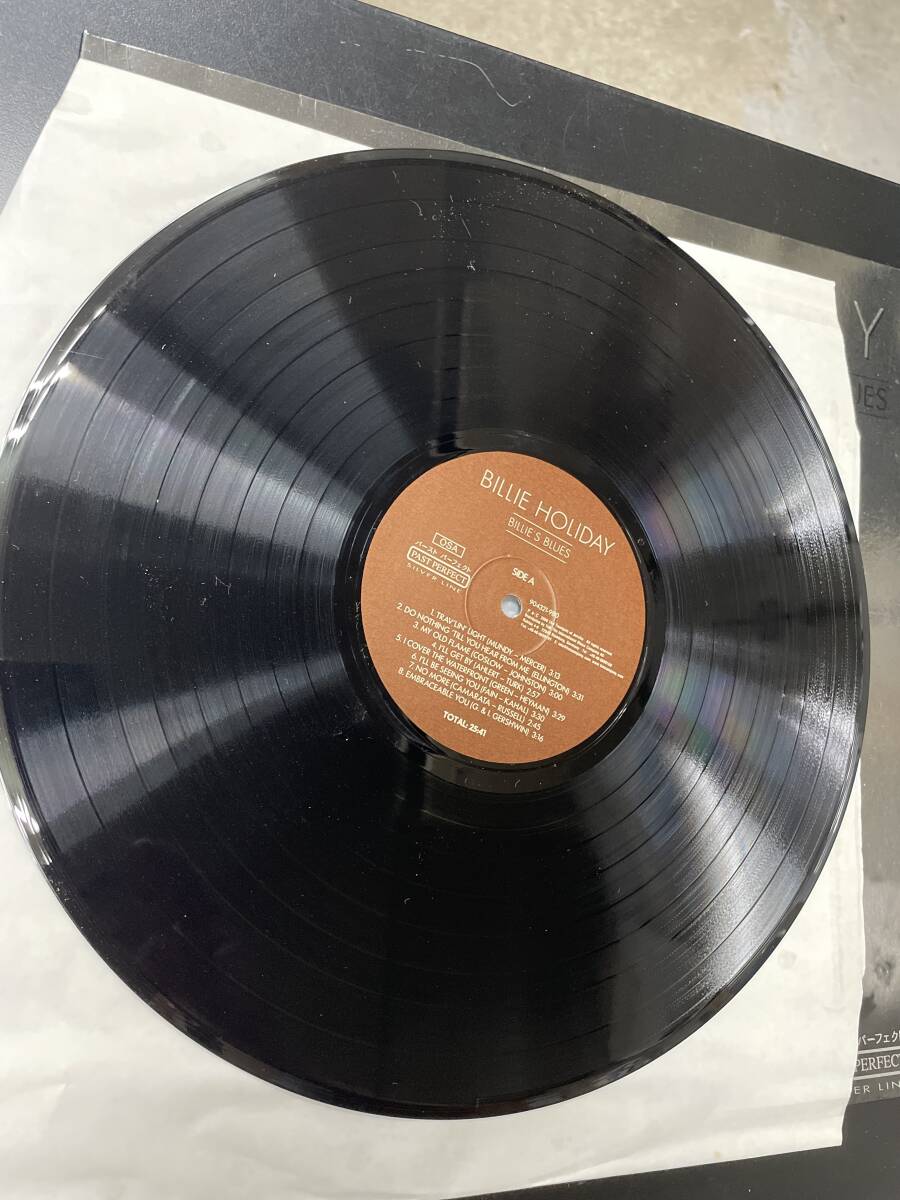 BILLIE HOLIDAY
BILLIE'S BLUES
OSA
パースト パーフェクト
PAST PERFECT
SILVER LINE
SIDE A
904321-980
1. TRAV'LIN' LIGHT (MUNDY – MERCER) 3:13
2. DO NOTHING 'TILL YOU HEAR FROM ME (ELLINGTON) 3:31
3. MY OLD FLAME (COSLOW – JOHNSTON) 3:00
4. I'LL GET BY (AHLERT – TURK) 2:57
5. I COVER THE WATERFRONT (GREEN – HEYMAN) 3:29
6. I'LL BE SEEING YOU (FAIN – KAHAL) 3:30
7. NO MORE (CAMARATA – RUSSELL) 2:45
8. EMBRACEABLE YOU (G. & I. GERSHWIN) 3:16
TOTAL: 25:41
Y
UES
パーフェク
PERFECT
ER LIN